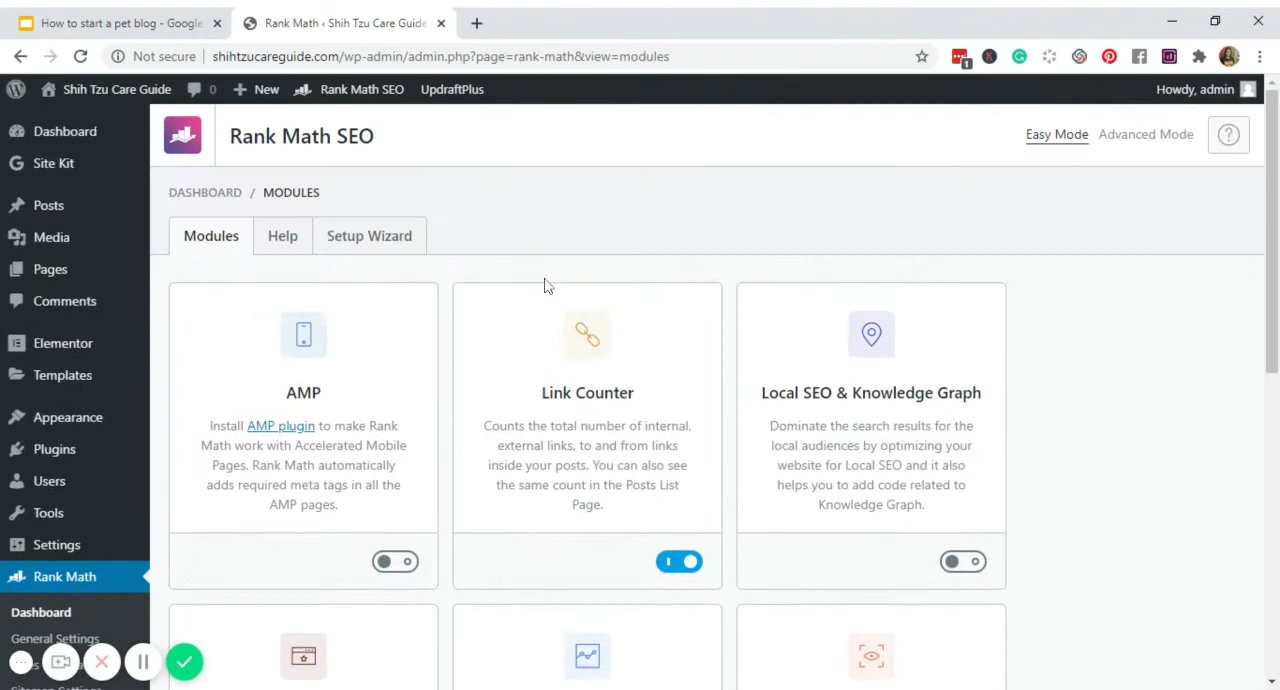 How to start a pet blog - Google
Rank Math ‹ Shih Tzu Care Guide
Not secure
shihtzucareguide.com/wp-admin/admin.php?page=rank-math&view=modules
1
Shih Tzu Care Guide
0
New
Rank Math SEO
UpdraftPlus
Howdy, admin
Dashboard
Site Kit
Posts
Media
Pages
Comments
Elementor
Templates
Appearance
Plugins
Users
Tools
Settings
Rank Math
Dashboard
General Settings
Rank Math SEO
Easy Mode
Advanced Mode
DASHBOARD / MODULES
Modules
Help
Setup Wizard
AMP
Install AMP plugin to make Rank
Math work with Accelerated Mobile
Pages. Rank Math automatically
adds required meta tags in all the
AMP pages.
Link Counter
Counts the total number of internal,
external links, to and from links
inside your posts. You can also see
the same count in the Posts List
Page.
Local SEO & Knowledge Graph
Dominate the search results for the
local audiences by optimizing your
website for Local SEO and it also
helps you to add code related to
Knowledge Graph.